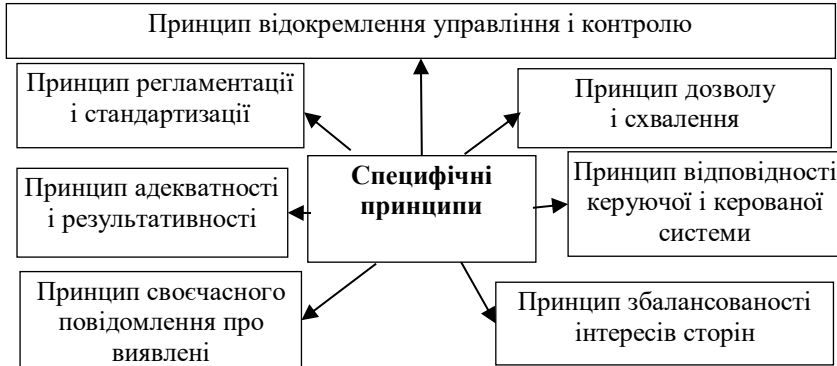 Принцип відокремлення управління і контролю
Принцип регламентації
і стандартизації
Принцип дозволу
і схвалення
Специфічні
принципи
Принцип адекватності
і результативності
Принцип відповідності
керуючої і керованої
системи
Принцип своєчасного
повідомлення про
виявлені
Принцип збалансованості
інтересів сторін